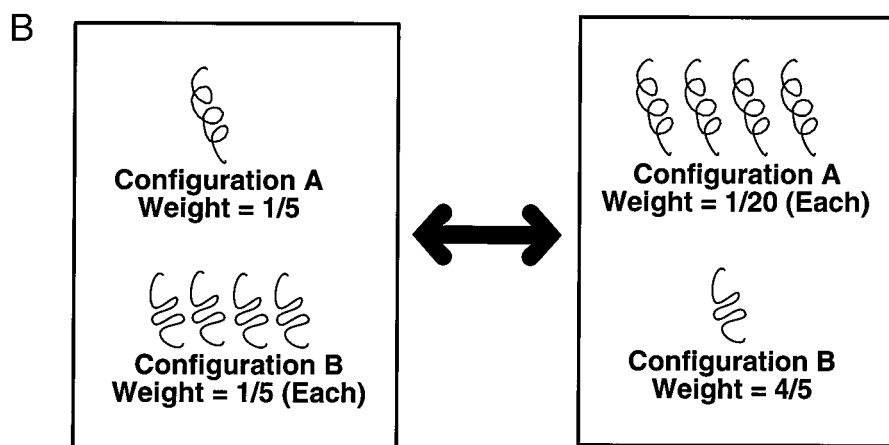 B
Configuration A
Weight = 1/5
Configuration B
Weight = 1/5 (Each)
Configuration A
Weight = 1/20 (Each)
Configuration B
Weight = 4/5